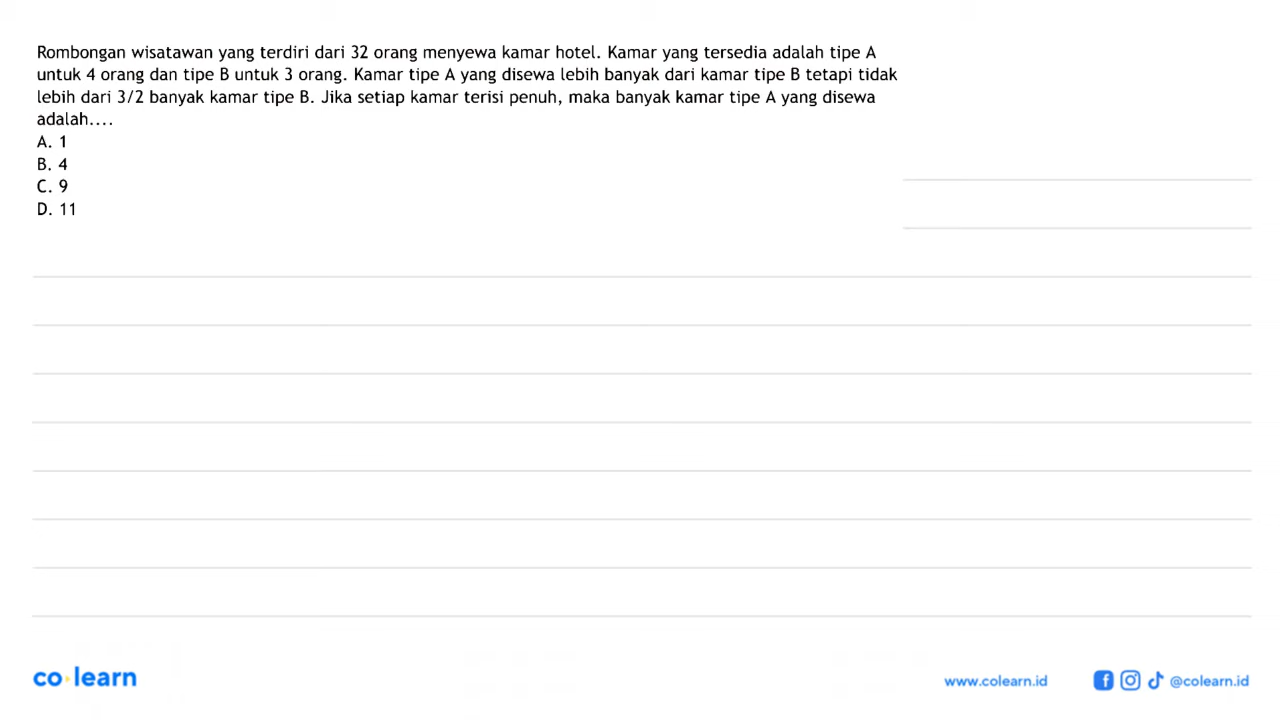 Rombongan wisatawan yang terdiri dari 32 orang menyewa kamar hotel. Kamar yang tersedia adalah tipe A
untuk 4 orang dan tipe B untuk 3 orang. Kamar tipe A yang disewa lebih banyak dari kamar tipe B tetapi tidak
lebih dari 3/2 banyak kamar tipe B. Jika setiap kamar terisi penuh, maka banyak kamar tipe A yang disewa
adalah....
A. 1
B. 4
C. 9
D. 11
co·learn
www.colearn.id
@colearn.id